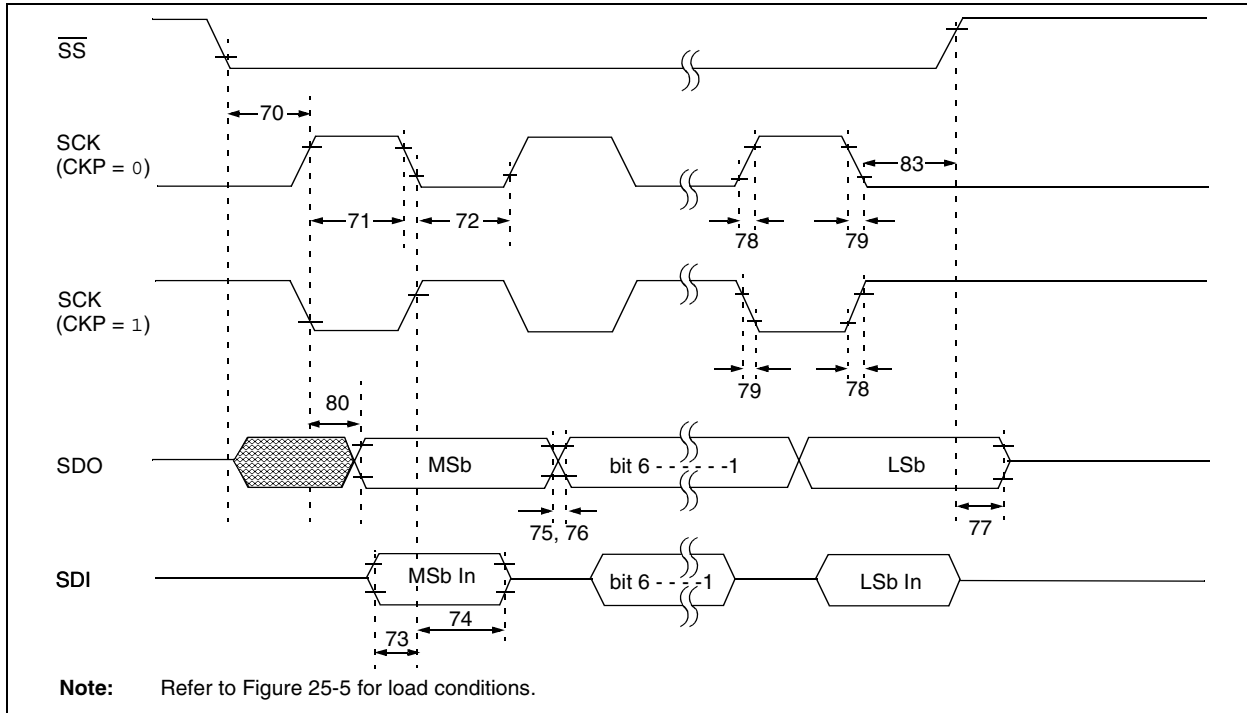 SS
70
SCK
(CKP = 0)
83
71
72
78
79
SCK
(CKP = 1)
79
78
80
SDO
MSb
bit 6 - - - - - -1
LSb
75, 76
77
SDI
MSb In
bit 6 - - - -1
LSb In
74
73
Note: Refer to Figure 25-5 for load conditions.